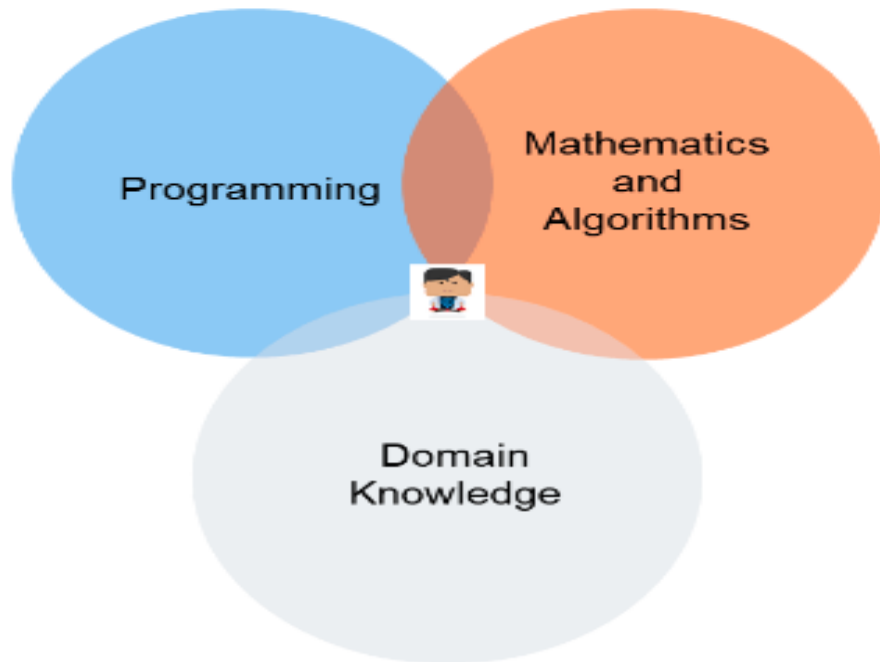 Programming
Mathematics
and
Algorithms
Domain
Knowledge